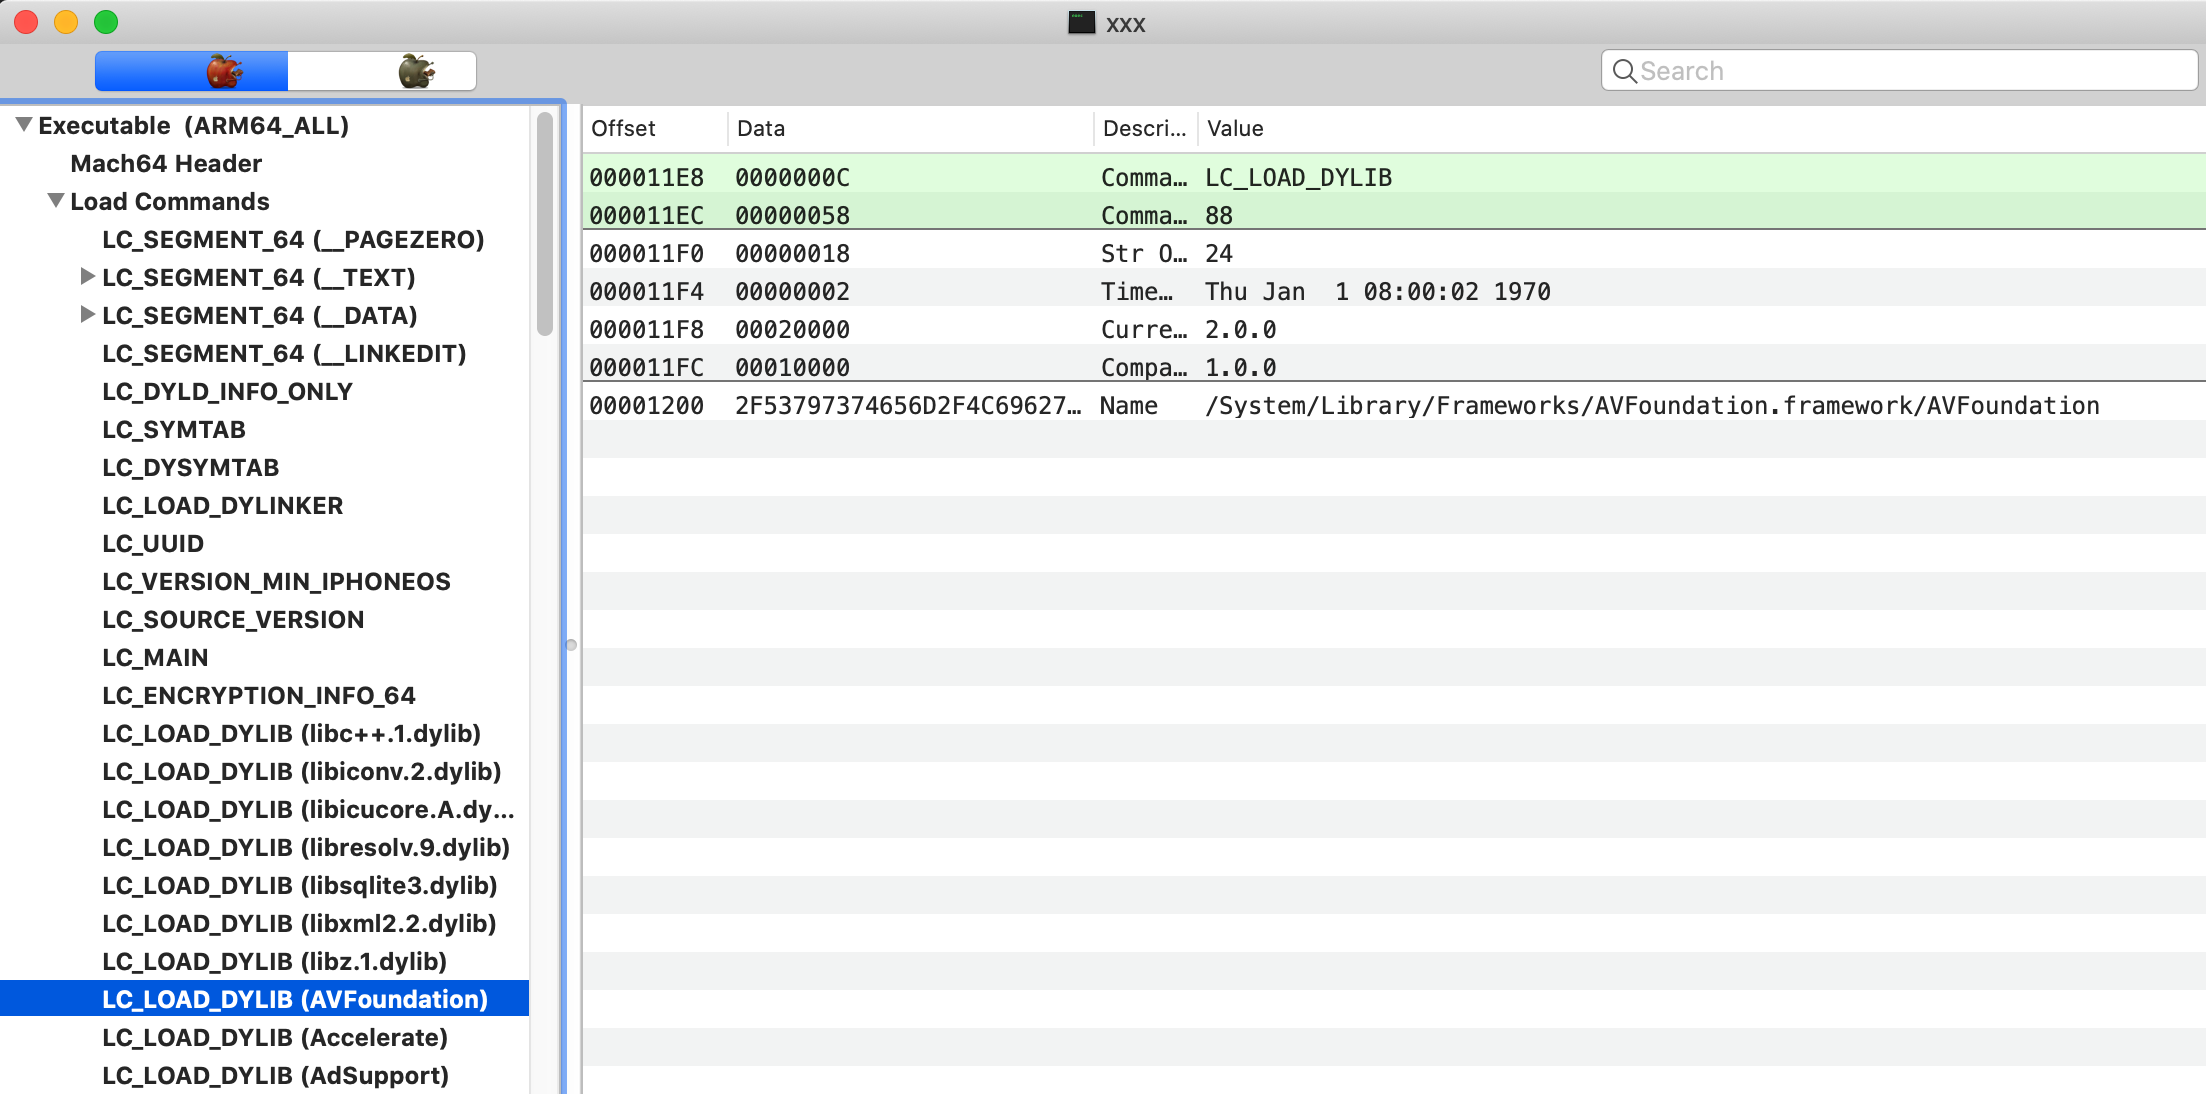 xxx
Search
Executable (ARM64_ALL)
Mach64 Header
Load Commands
LC_SEGMENT_64 (__PAGEZERO)
LC_SEGMENT_64 (__TEXT)
LC_SEGMENT_64 (__DATA)
LC_SEGMENT_64 (__LINKEDIT)
LC_DYLD_INFO_ONLY
LC_SYMTAB
LC_DYSYMTAB
LC_LOAD_DYLINKER
LC_UUID
LC_VERSION_MIN_IPHONEOS
LC_SOURCE_VERSION
LC_MAIN
LC_ENCRYPTION_INFO_64
LC_LOAD_DYLIB (libc++.1.dylib)
LC_LOAD_DYLIB (libiconv.2.dylib)
LC_LOAD_DYLIB (libicucore.A.dy...
LC_LOAD_DYLIB (libresolv.9.dylib)
LC_LOAD_DYLIB (libsqlite3.dylib)
LC_LOAD_DYLIB (libxml2.2.dylib)
LC_LOAD_DYLIB (libz.1.dylib)
LC_LOAD_DYLIB (AVFoundation)
LC_LOAD_DYLIB (Accelerate)
LC_LOAD_DYLIB (AdSupport)
Offset Data Descri... Value
000011E8 0000000C Comma... LC_LOAD_DYLIB
000011EC 00000058 Comma... 88
000011F0 00000018 Str O... 24
000011F4 00000002 Time... Thu Jan  1 08:00:02 1970
000011F8 00020000 Curre... 2.0.0
000011FC 00010000 Compa... 1.0.0
00001200 2F53797374656D2F4C69627... Name /System/Library/Frameworks/AVFoundation.framework/AVFoundation